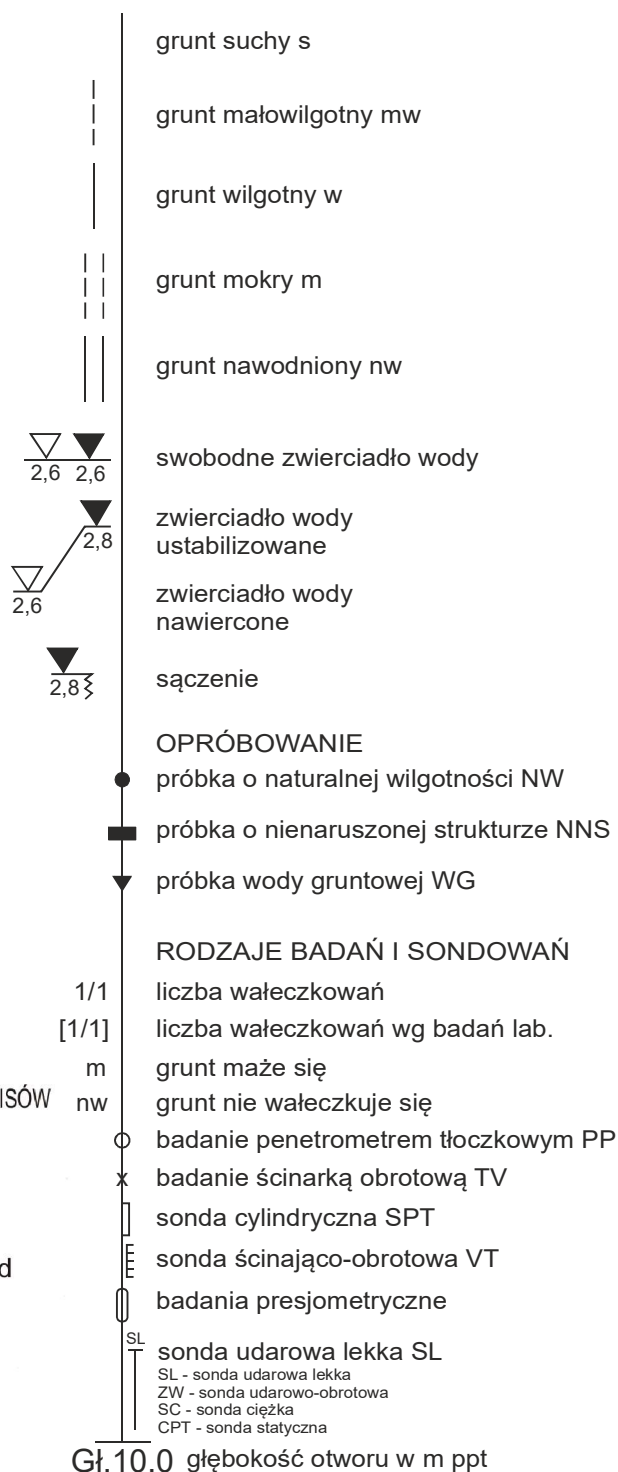 grunt suchy s
grunt małowilgotny mw
grunt wilgotny w
grunt mokry m
grunt nawodniony nw
2,6 2,6 swobodne zwierciadło wody
2,8 zwierciadło wody
ustabilizowane
2,6 zwierciadło wody
nawiercone
2,8 sączenie
OPRÓBOWANIE
próbka o naturalnej wilgotności NW
próbka o nienaruszonej strukturze NNS
próbka wody gruntowej WG
RODZAJE BADAŃ I SONDOWAŃ
1/1 liczba wałeczkowań
[1/1] liczba wałeczkowań wg badań lab.
m grunt maże się
ISÓW nw grunt nie wałeczkuje się
badanie penetrometrem tłoczkowym PP
x badanie ścinarką obrotową TV
sonda cylindryczna SPT
d sonda ścinająco-obrotowa VT
badania presjometryczne
SL sonda udarowa lekka SL
SL - sonda udarowa lekka
ZW - sonda udarowo-obrotowa
SC - sonda ciężka
CPT - sonda statyczna
Gł.10.0 głębokość otworu w m ppt